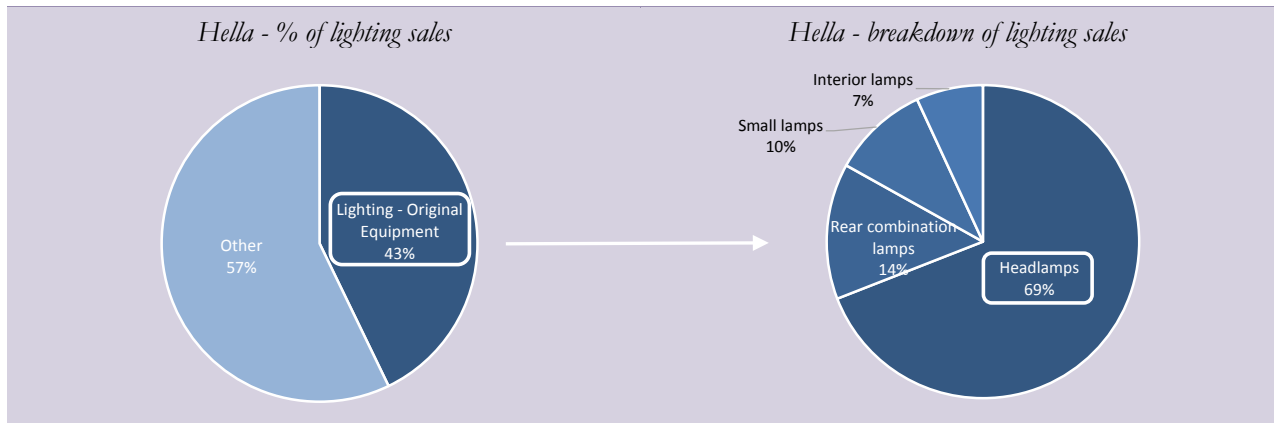 Hella - % of lighting sales
Other
57%
Lighting - Original
Equipment
43%
Hella - breakdown of lighting sales
Interior lamps
7%
Small lamps
10%
Rear combination
lamps
14%
Headlamps
69%